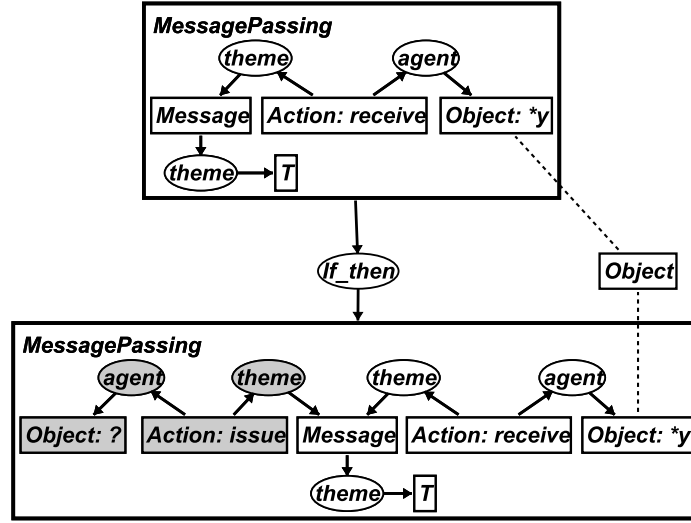 MessagePassing
theme agent
Message Action: receive Object: *y
theme T
If_then Object
MessagePassing
agent theme theme agent
Object: ? Action: issue Message Action: receive Object: *y
theme T